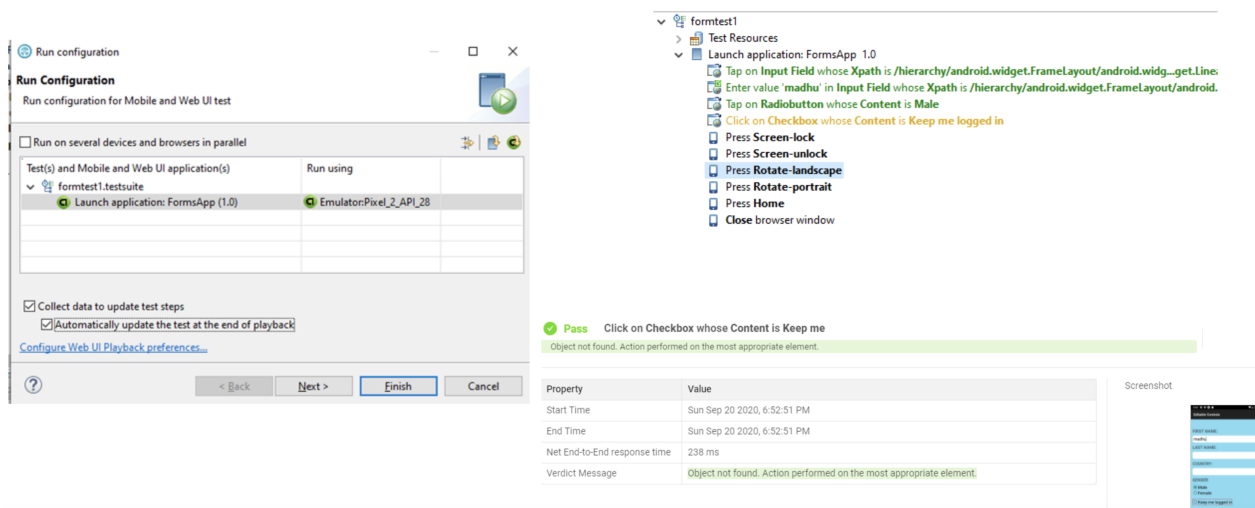 Run configuration
Run Configuration
Run configuration for Mobile and Web UI test
Run on several devices and browsers in parallel
Test(s) and Mobile and Web UI application(s) Run using
formtest1.testsuite
Launch application: FormsApp (1.0) Emulator:Pixel_2_API_28
Collect data to update test steps
Automatically update the test at the end of playback
Configure Web UI Playback preferences...
< Back Next > Finish Cancel
formtest1
Test Resources
Launch application: FormsApp 1.0
Tap on Input Field whose Xpath is /hierarchy/android.widget.FrameLayout/android.widg...get.Line
Enter value 'madhu' in Input Field whose Xpath is /hierarchy/android.widget.FrameLayout/android.
Tap on Radiobutton whose Content is Male
Click on Checkbox whose Content is Keep me logged in
Press Screen-lock
Press Screen-unlock
Press Rotate-landscape
Press Rotate-portrait
Press Home
Close browser window
Pass Click on Checkbox whose Content is Keep me
Object not found. Action performed on the most appropriate element.
Property Value
Start Time Sun Sep 20 2020, 6:52:51 PM
End Time Sun Sep 20 2020, 6:52:51 PM
Net End-to-End response time 238 ms
Verdict Message Object not found. Action performed on the most appropriate element.
Screenshot
FIRST NAME:
madhu
LAST NAME:
COUNTRY:
GENDER:
Male
Female
Keep me logged in